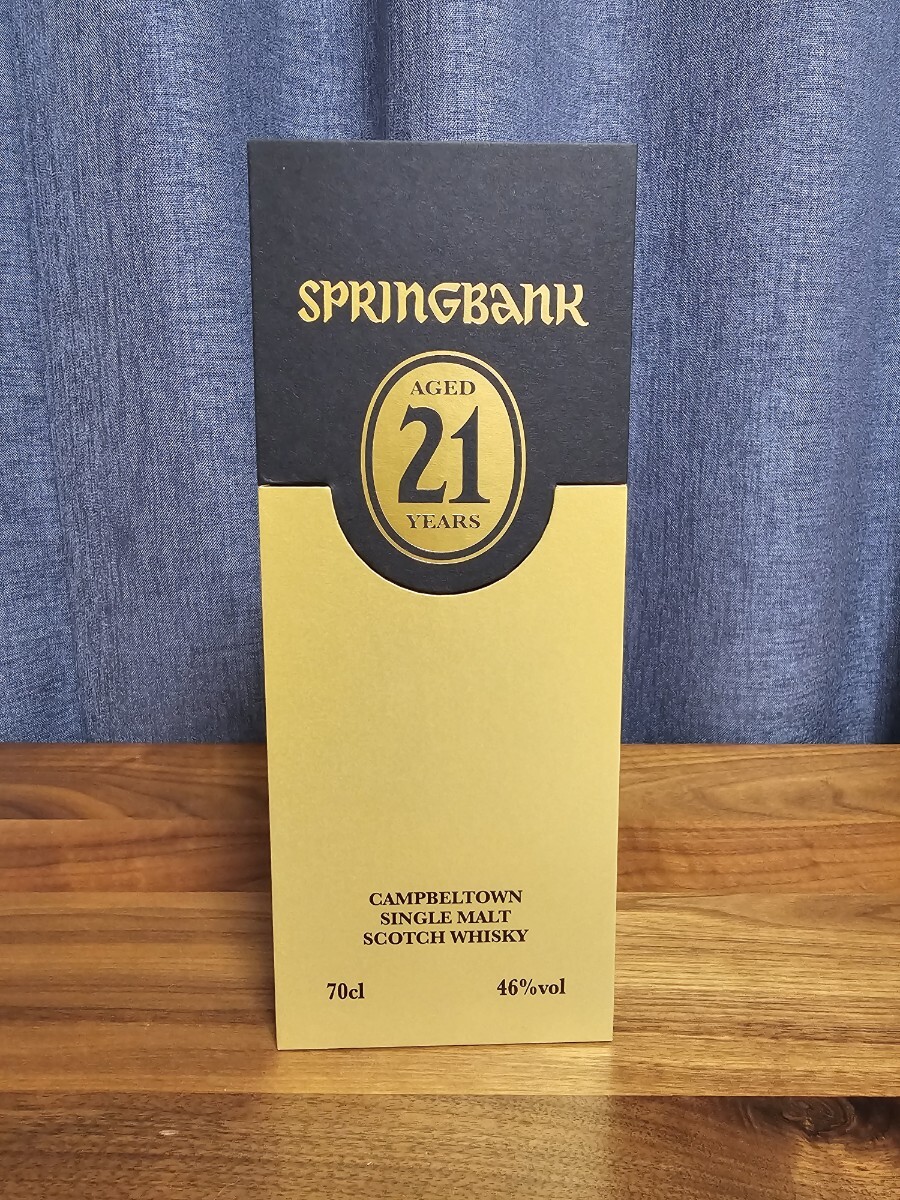 SPRINGBANK
AGED
21
YEARS
CAMPBELTOWN
SINGLE MALT
SCOTCH WHISKY
70cl
46%vol